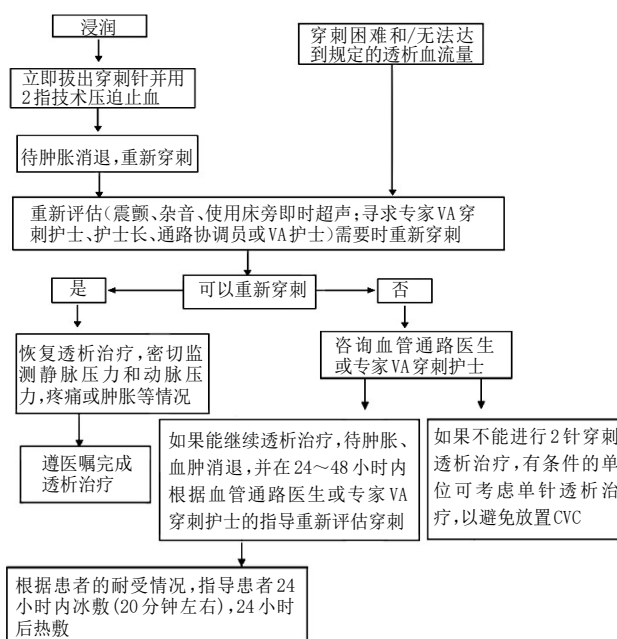 浸润
穿刺困难和/无法达
到规定的透析血流量
立即拔出穿刺针并用
2指技术压迫止血
待肿胀消退,重新穿刺
重新评估(震颤、杂音、使用床旁即时超声;寻求专家VA穿
刺护士、护士长、通路协调员或VA护士)需要时重新穿刺
是
可以重新穿刺
否
恢复透析治疗,密切监
测静脉压力和动脉压
力,疼痛或肿胀等情况
咨询血管通路医生
或专家VA穿刺护士
遵医嘱完成
透析治疗
如果能继续透析治疗,待肿胀、
血肿消退,并在24～48小时内
根据血管通路医生或专家VA
穿刺护士的指导重新评估穿刺
如果不能进行2针穿刺
透析治疗,有条件的单
位可考虑单针透析治
疗,以避免放置CVC
根据患者的耐受情况,指导患者24
小时内冰敷(20分钟左右),24小时
后热敷